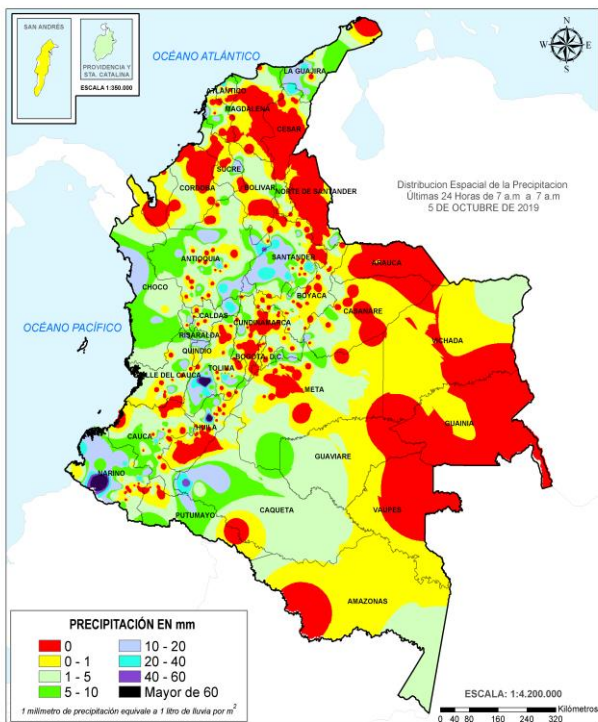 SAN ANDRÉS
PROVIDENCIA Y
STA. CATALINA
ESCALA 1:350.000
OCÉANO ATLÁNTICO
N
W
E
S
LA GUAJIRA
ATLÁNTICO
MAGDALENA
CESAR
SUCRE
CORDOBA
BOLIVAR
NORTE DE SANTANDER
Distribucion Espacial de la Precipitacion
Últimas 24 Horas de 7 a.m a 7 a.m
5 DE OCTUBRE DE 2019
ANTIOQUIA
SANTANDER
ARAUCA
CHOCO
BOYACA
CASANARE
OCÉANO PACÍFICO
CALDAS
CUNDINAMARCA
RISARALDA
VICHADA
QUINDIO
BOGOTA, D.C.
TOLIMA
VALLE DEL CAUCA
META
GUAINIA
CAUCA
HUILA
GUAVIARE
NARIÑO
CAQUETA
VAUPES
PUTUMAYO
AMAZONAS
PRECIPITACIÓN EN mm
0
10 - 20
0 - 1
20 - 40
1 - 5
40 - 60
5 - 10
Mayor de 60
1 milímetro de precipitación equivale a 1 litro de lluvia por m²
ESCALA: 1:4.200.000
Kilómetros
0 40 80 160 240 320